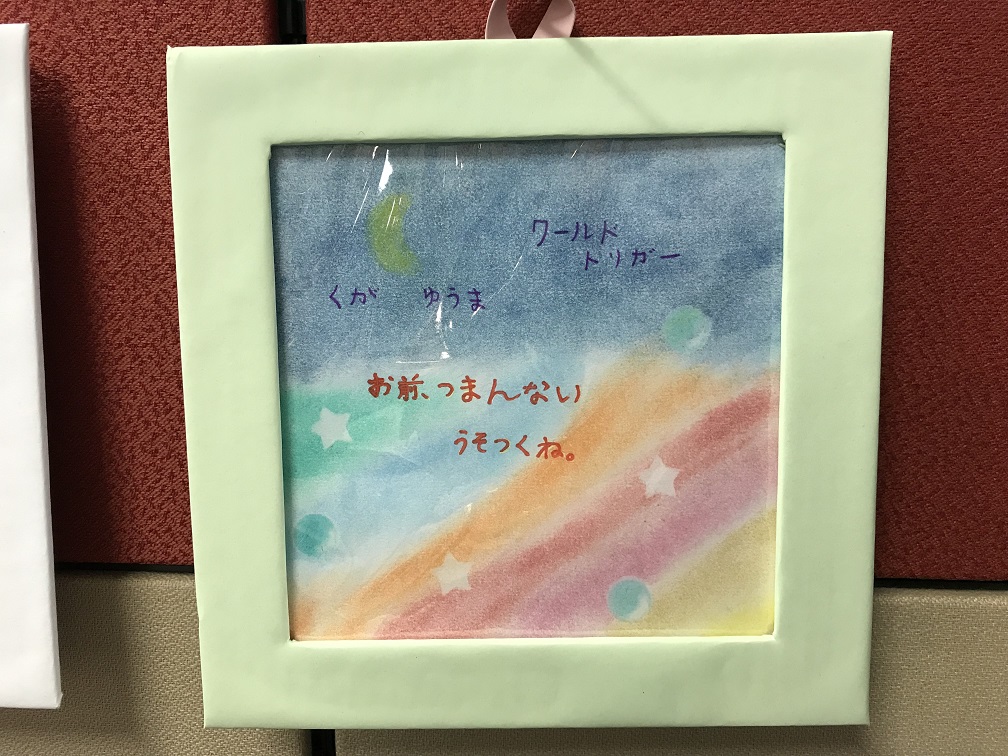 ワールド
トリガー
くが ゆうま
お前、つまんない
うそつくね。